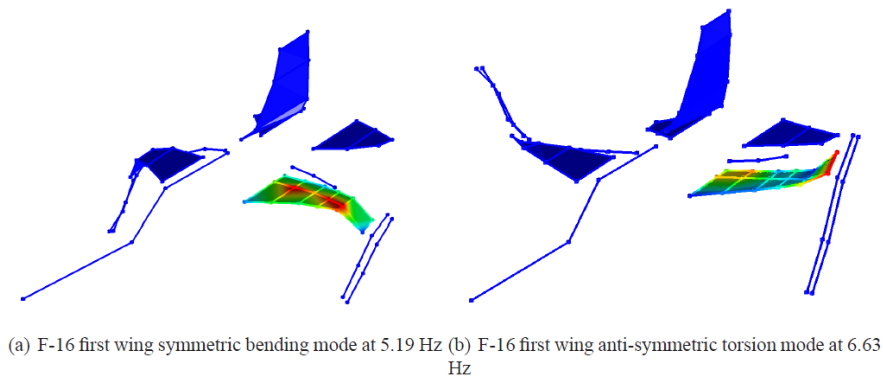 (a) F-16 first wing symmetric bending mode at 5.19 Hz
(b) F-16 first wing anti-symmetric torsion mode at 6.63
Hz